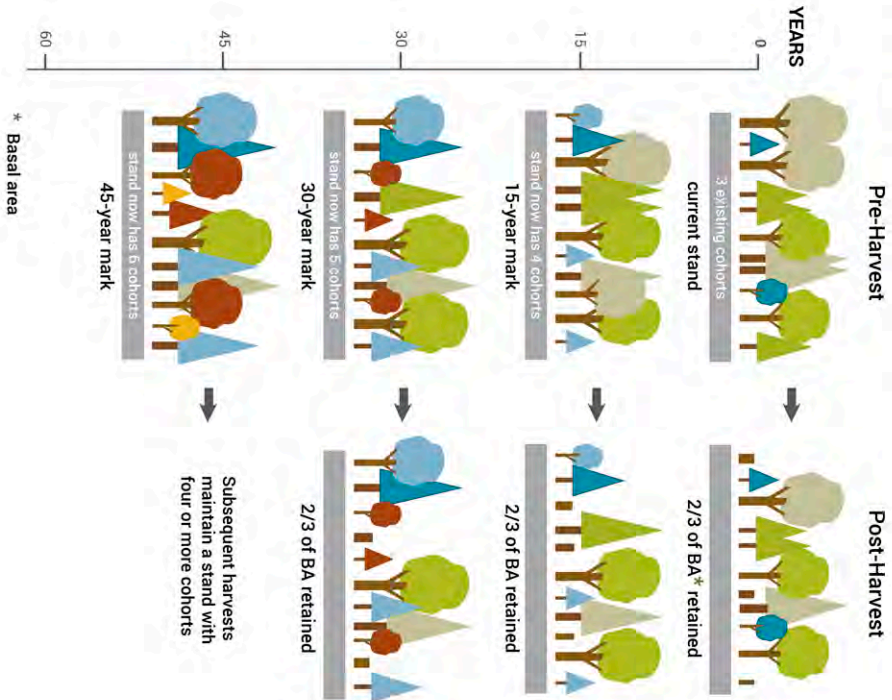 YEARS
Pre-Harvest
Post-Harvest
0
3 existing cohorts
current stand
2/3 of BA* retained
15
stand now has 4 cohorts
15-year mark
2/3 of BA retained
30
stand now has 5 cohorts
30-year mark
2/3 of BA retained
45
stand now has 6 cohorts
45-year mark
Subsequent harvests
maintain a stand with
four or more cohorts
60
* Basal area